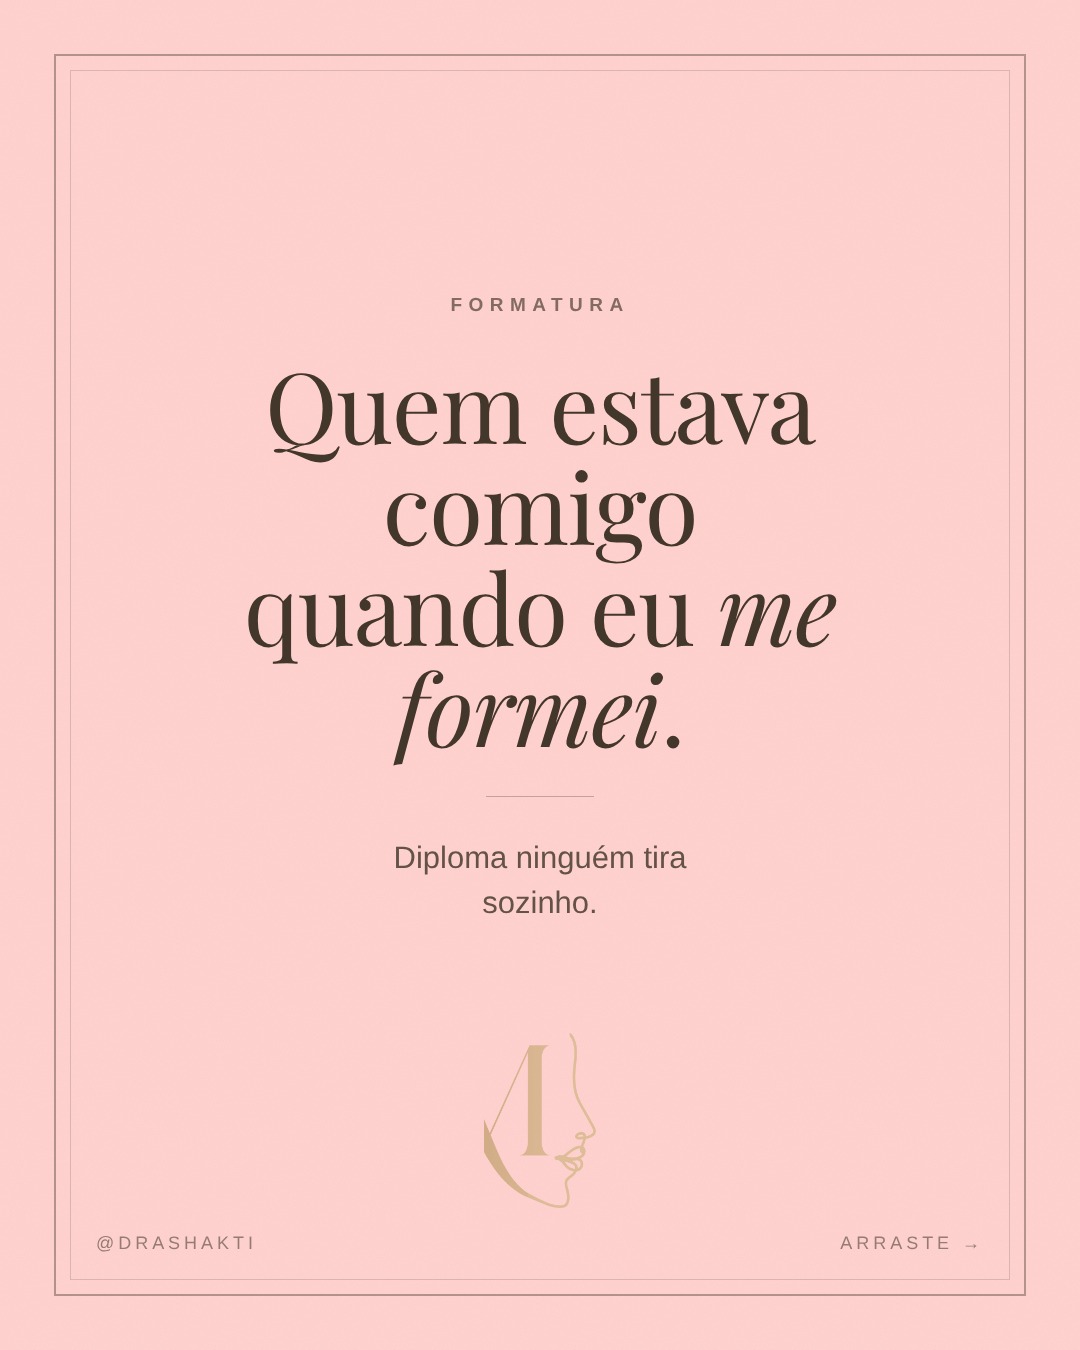 FORMATURA
Quem estava
comigo
quando eu me
formei.
Diploma ninguém tira
sozinho.
@DRASHAKTI
ARRASTE →